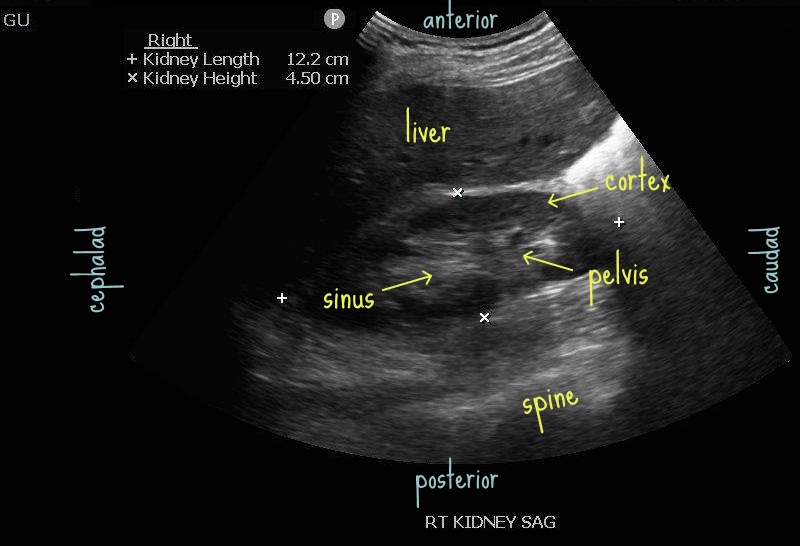 GU
P
anterior
Right
+ Kidney Length 12.2 cm
× Kidney Height 4.50 cm
liver
cortex
cephalad
caudad
pelvis
sinus
spine
posterior
RT KIDNEY SAG